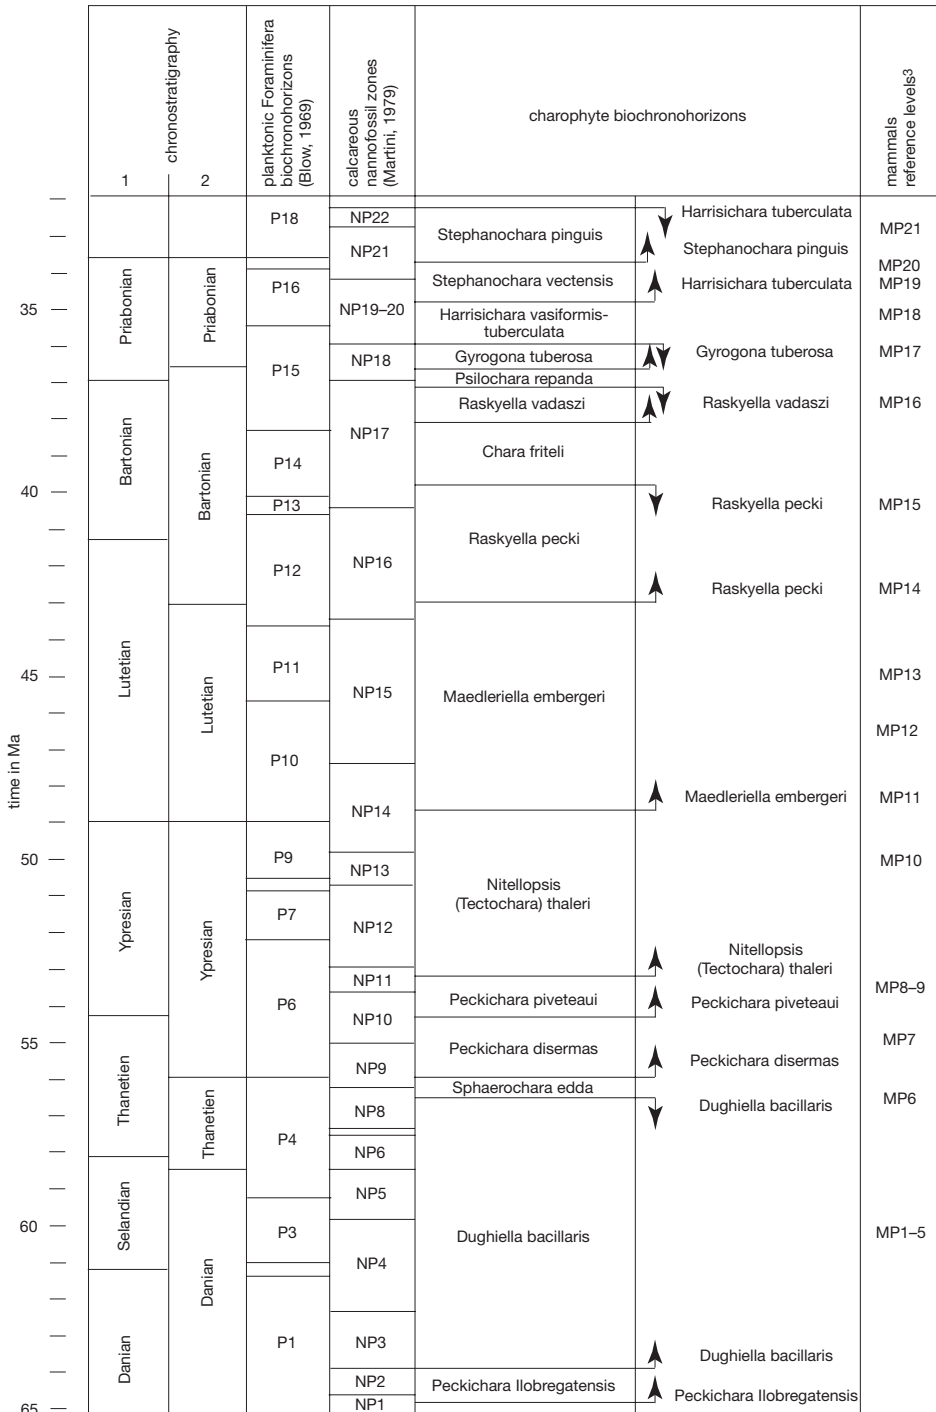 chronostratigraphy
1
2
planktonic Foraminifera
biochronohorizons
(Blow, 1969)
calcareous
nannofossil zones
(Martini, 1979)
charophyte biochronohorizons
mammals
reference levels³
time in Ma
35
40
45
50
55
60
65
Priabonian
Bartonian
Lutetian
Ypresian
Thanetien
Selandian
Danian
Priabonian
Bartonian
Lutetian
Ypresian
Thanetien
Danian
P18
P16
P15
P14
P13
P12
P11
P10
P9
P7
P6
P4
P3
P1
NP22
NP21
NP19–20
NP18
NP17
NP16
NP15
NP14
NP13
NP12
NP11
NP10
NP9
NP8
NP6
NP5
NP4
NP3
NP2
NP1
Stephanochara pinguis
Stephanochara vectensis
Harrisichara vasiformis-
tuberculata
Gyrogona tuberosa
Psilochara repanda
Raskyella vadaszi
Chara friteli
Raskyella pecki
Maedleriella embergeri
Nitellopsis
(Tectochara) thaleri
Peckichara piveteaui
Peckichara disermas
Sphaerochara edda
Dughiella bacillaris
Peckichara llobregatensis
Harrisichara tuberculata
Stephanochara pinguis
Harrisichara tuberculata
Gyrogona tuberosa
Raskyella vadaszi
Raskyella pecki
Raskyella pecki
Maedleriella embergeri
Nitellopsis
(Tectochara) thaleri
Peckichara piveteaui
Peckichara disermas
Dughiella bacillaris
Dughiella bacillaris
Peckichara llobregatensis
MP21
MP20
MP19
MP18
MP17
MP16
MP15
MP14
MP13
MP12
MP11
MP10
MP8–9
MP7
MP6
MP1–5